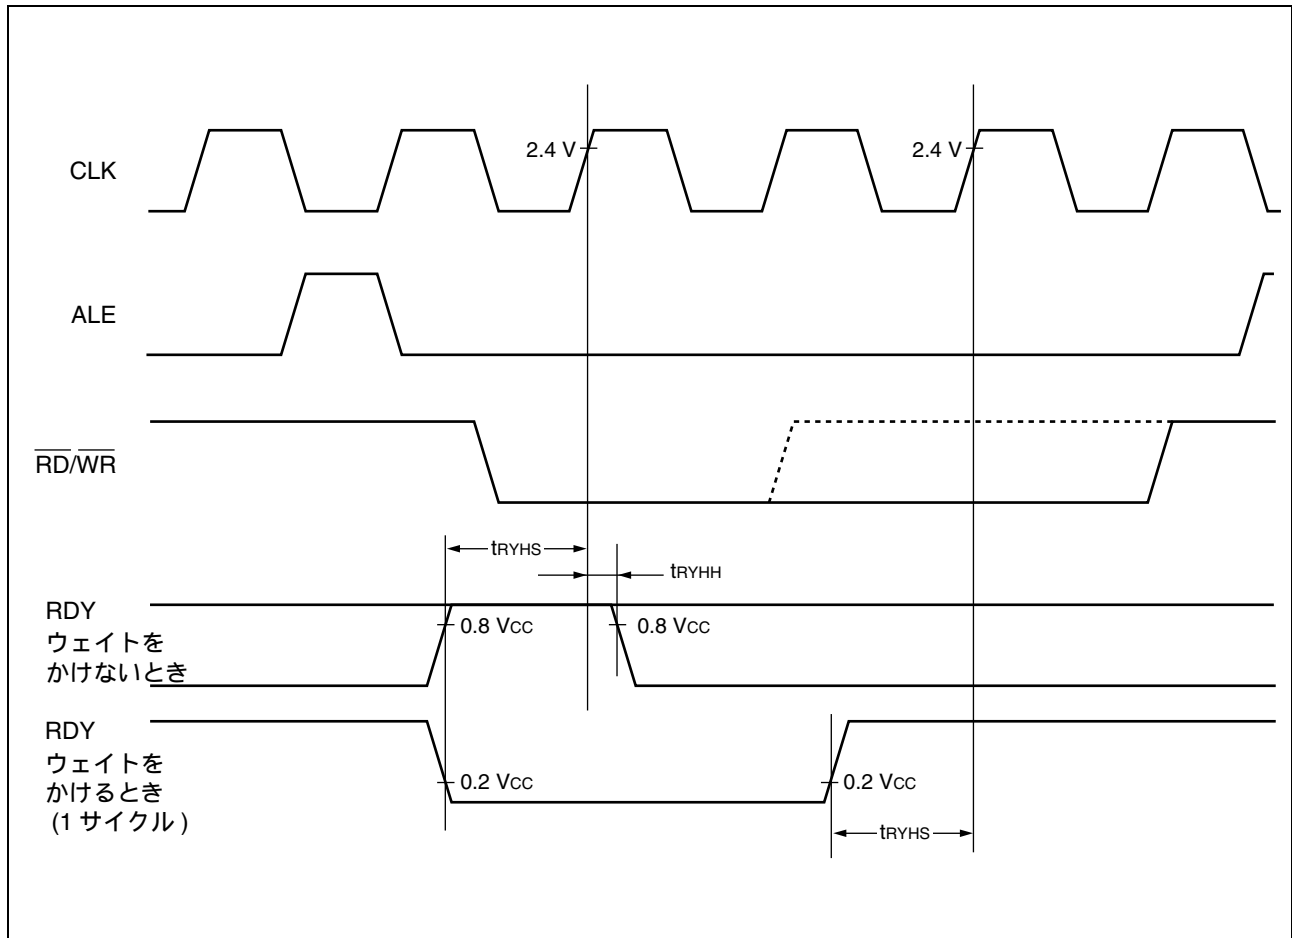 CLK
2.4 V
2.4 V
ALE
RD/WR
tRYHS
tRYHH
RDY
ウェイトを
かけないとき
0.8 VCC
0.8 VCC
RDY
ウェイトを
かけるとき
(1 サイクル )
0.2 VCC
0.2 VCC
tRYHS